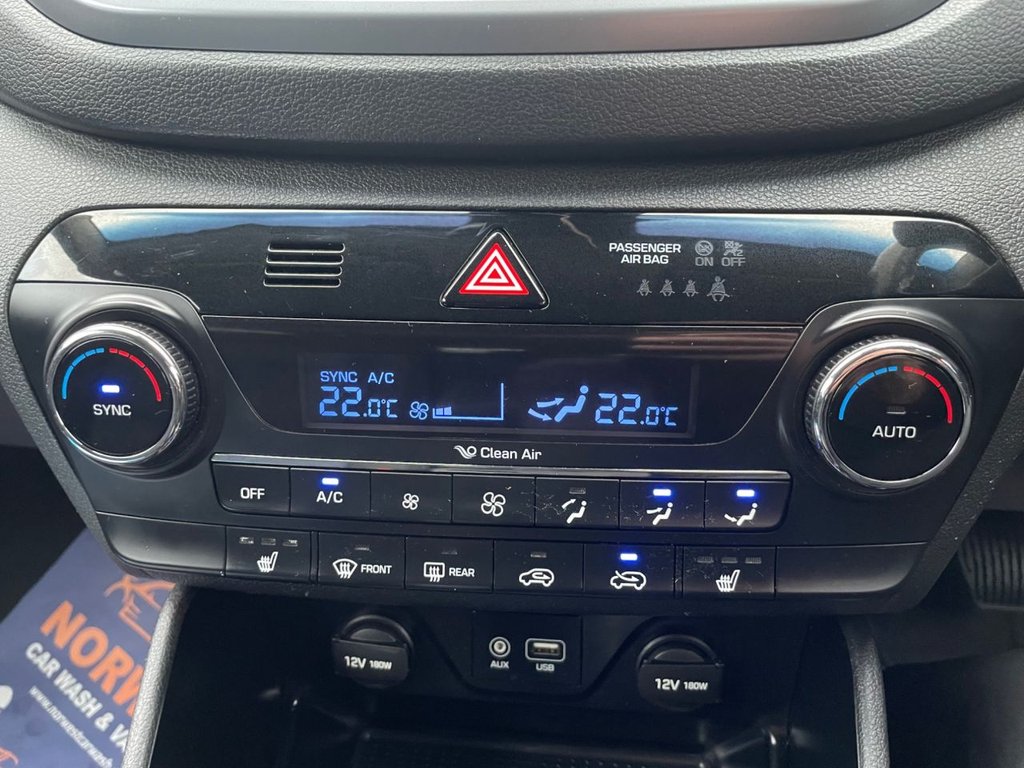 PASSENGER
AIR BAG
ON OFF
SYNC A/C
22.0°C 22.0°C
SYNC
AUTO
Clean Air
OFF
A/C
FRONT
REAR
12V 180W
AUX
USB
12V 180W
NORW
CAR WASH & VA